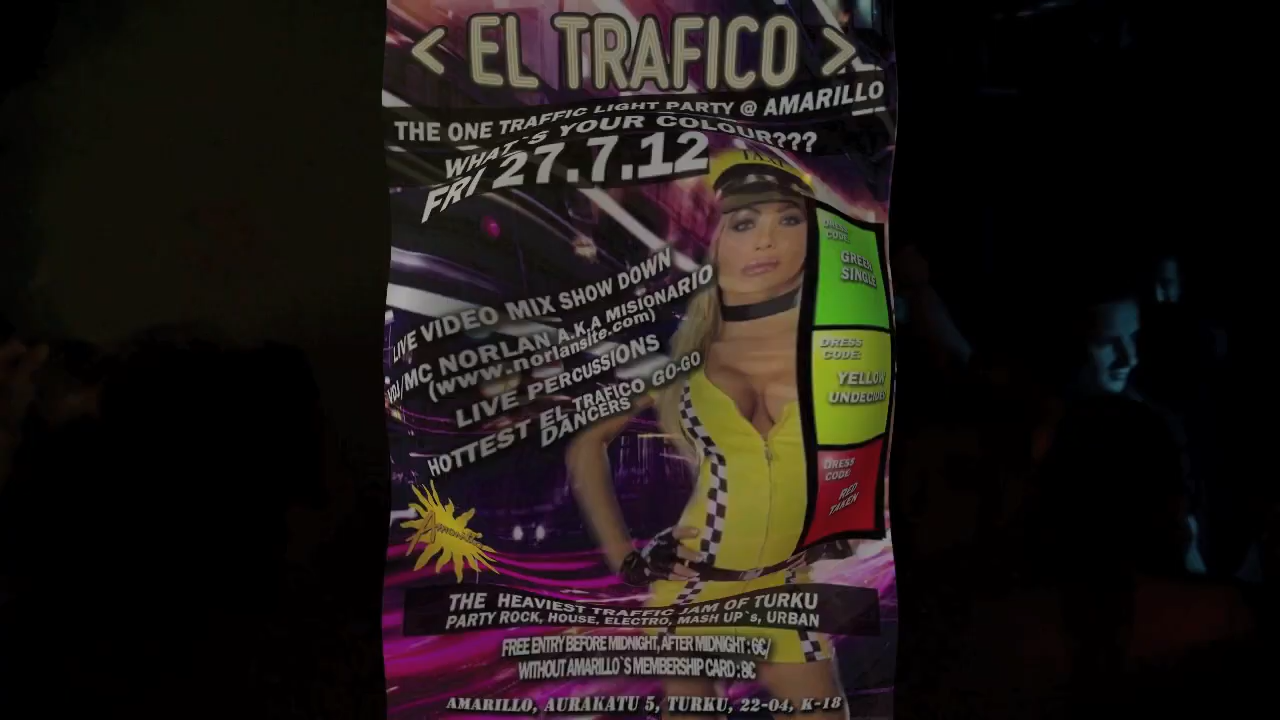 < EL TRAFICO >
THE ONE TRAFFIC LIGHT PARTY @ AMARILLO
WHAT`S YOUR COLOUR???
FRI 27.7.12
TAXI
LIVE VIDEO MIX SHOW DOWN
VDJ/MC NORLAN A.K.A MISIONARIO
(www.norlansite.com)
LIVE PERCUSSIONS
HOTTEST EL TRAFICO GO-GO
DANCERS
DRESS
CODE:
GREEN
SINGLE
DRESS
CODE:
YELLOW
UNDECIDED
DRESS
CODE
RED
TAKEN
Amarillo
THE HEAVIEST TRAFFIC JAM OF TURKU
PARTY ROCK, HOUSE, ELECTRO, MASH UP`s, URBAN
FREE ENTRY BEFORE MIDNIGHT, AFTER MIDNIGHT : 6€/
WITHOUT AMARILLO`S MEMBERSHIP CARD : 8€
AMARILLO, AURAKATU 5, TURKU, 22-04, K-18